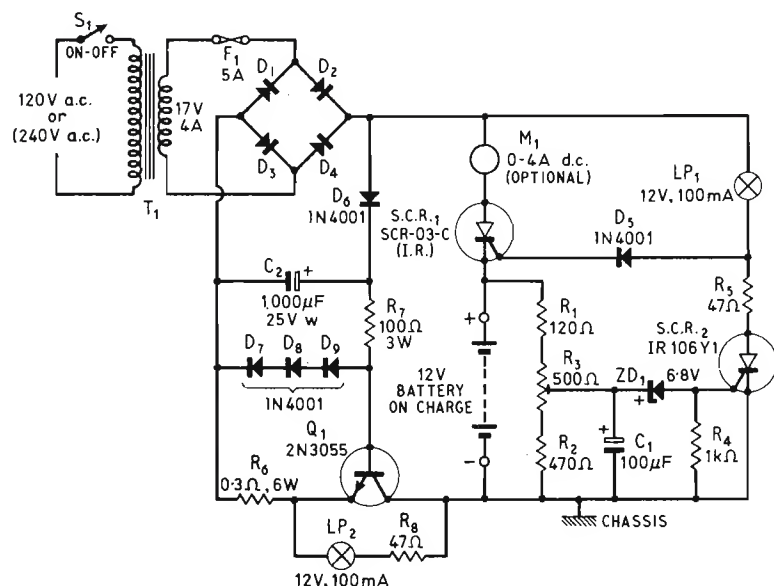 S₁
ON-OFF
120V a.c.
or
(240V a.c.)
T₁
17V
4A
F₁
5A
D₁
D₂
D₃
D₄
D₆
1N4001
M₁
0-4A d.c.
(OPTIONAL)
LP₁
12V, 100mA
S.C.R.₁
SCR-03-C
(I.R.)
D₅
1N4001
C₂
+
1,000µF
25V w
R₇
100Ω
3W
R₅
47Ω
S.C.R.₂
IR 106Y1
R₁
120Ω
+
12V
BATTERY
ON CHARGE
-
R₃
500Ω
ZD₁
6·8V
+
D₇
D₈
D₉
1N4001
Q₁
2N3055
R₂
470Ω
+
C₁
100µF
R₄
1kΩ
R₆
0·3Ω, 6W
LP₂
12V, 100mA
R₈
47Ω
CHASSIS